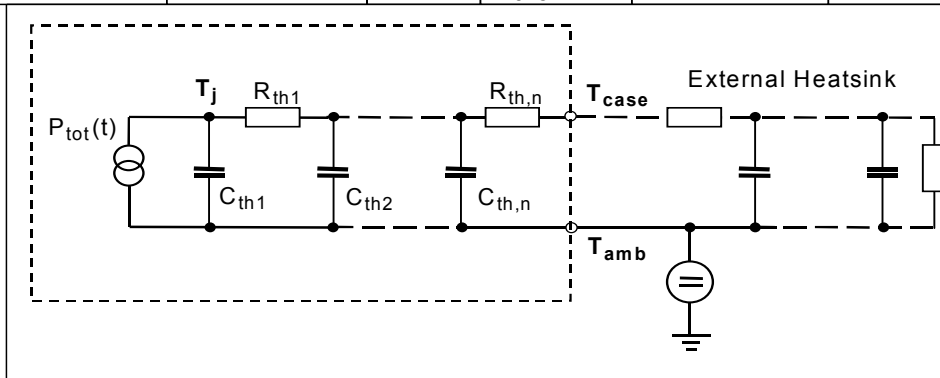 External Heatsink
T_j
R_th1
R_th,n
T_case
P_tot(t)
C_th1
C_th2
C_th,n
T_amb